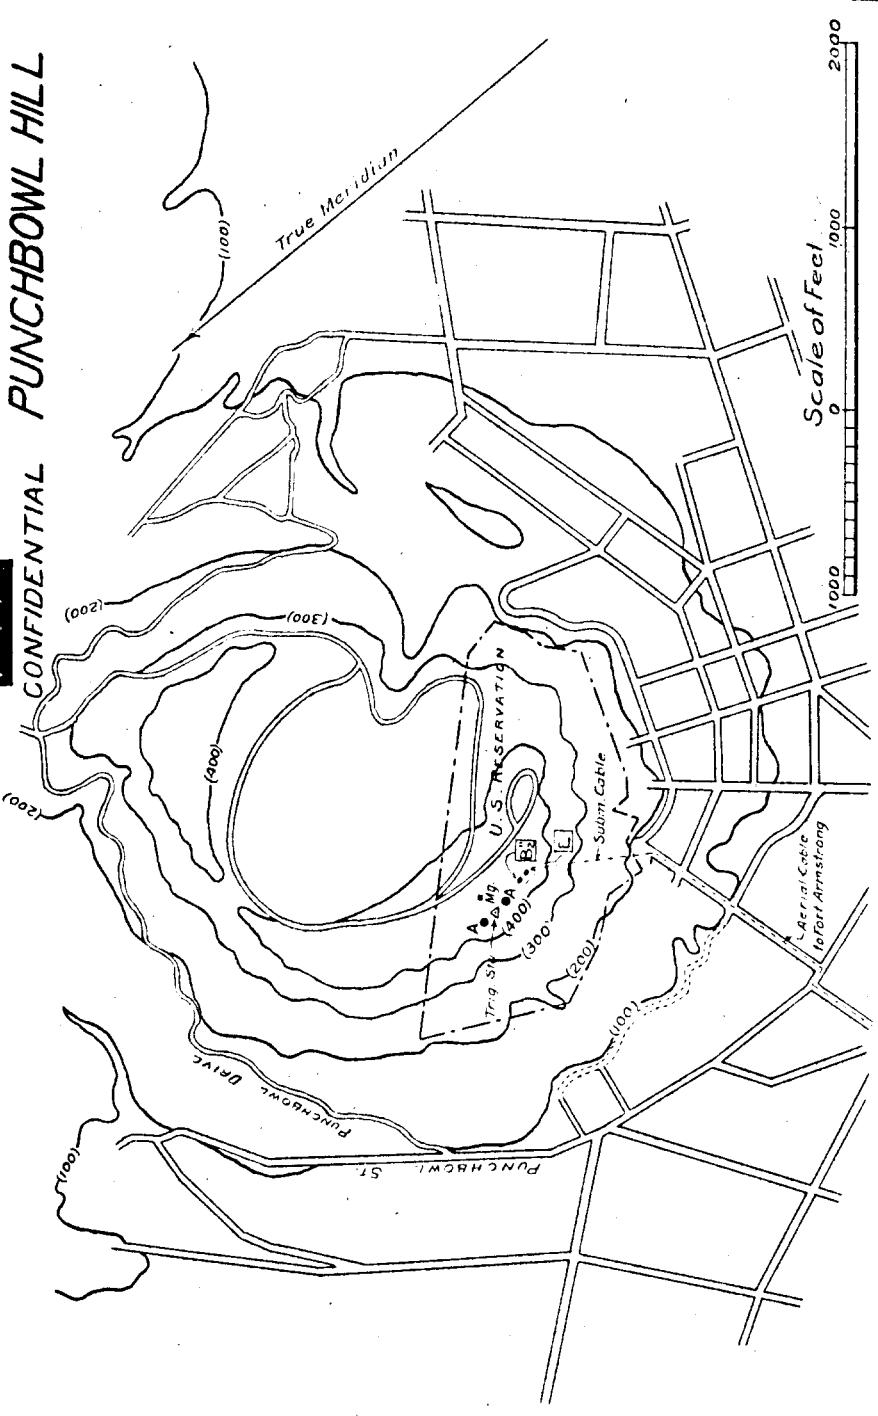 CONFIDENTIAL PUNCHBOWL HILL
True Meridian
(100)
(200)
(300)
(200)
(400)
U.S. RESERVATION
Subm. Cable
L
A
Mg.
A
Trig. Sta
(400)
(300)
(200)
(100)
Aerial Cable
to Fort Armstrong
PUNCHBOWL DRIVE
PUNCHBOWL ST.
(100)
Scale of Feet
1000 0 1000 2000